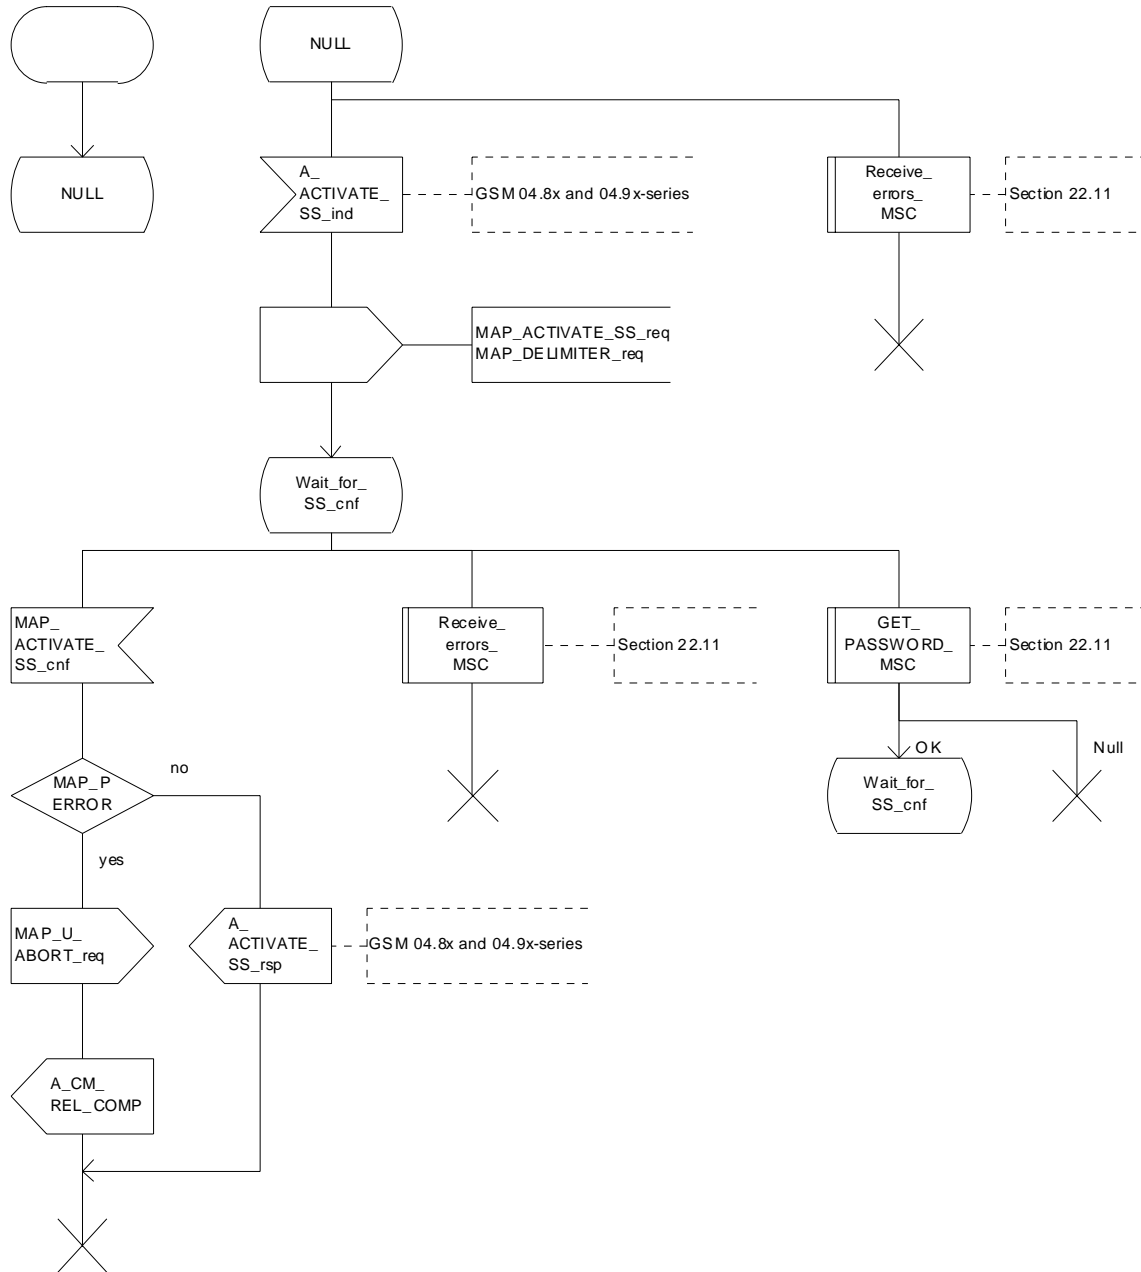 NULL
NULL
A_
ACTIVATE_
SS_ind
GSM 04.8x and 04.9x-series
Receive_
errors_
MSC
Section 22.11
MAP_ACTIVATE_SS_req
MAP_DELIMITER_req
Wait_for_
SS_cnf
MAP_
ACTIVATE_
SS_cnf
Receive_
errors_
MSC
Section 22.11
GET_
PASSWORD_
MSC
Section 22.11
OK
Null
Wait_for_
SS_cnf
MAP_P
ERROR
no
yes
MAP_U_
ABORT_req
A_
ACTIVATE_
SS_rsp
GSM 04.8x and 04.9x-series
A_CM_
REL_COMP